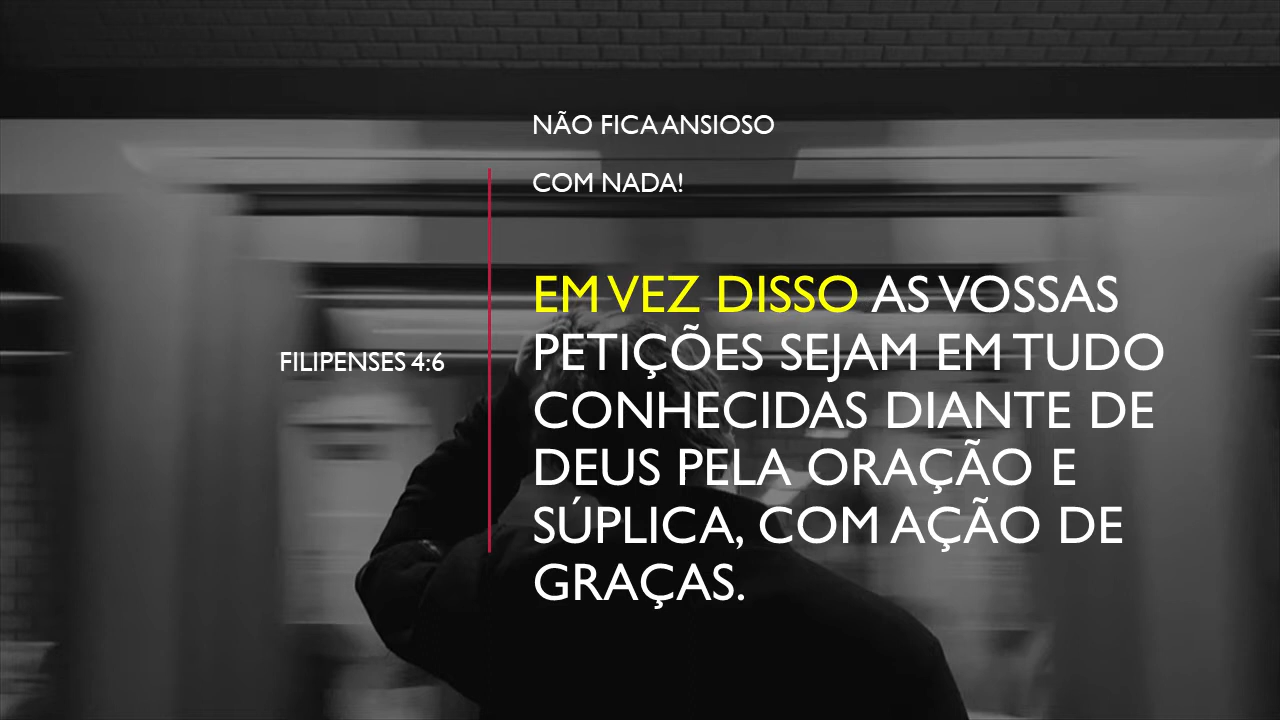 NÃO FICA ANSIOSO
COM NADA!
FILIPENSES 4:6
EM VEZ DISSO AS VOSSAS
PETIÇÕES SEJAM EM TUDO
CONHECIDAS DIANTE DE
DEUS PELA ORAÇÃO E
SÚPLICA, COM AÇÃO DE
GRAÇAS.